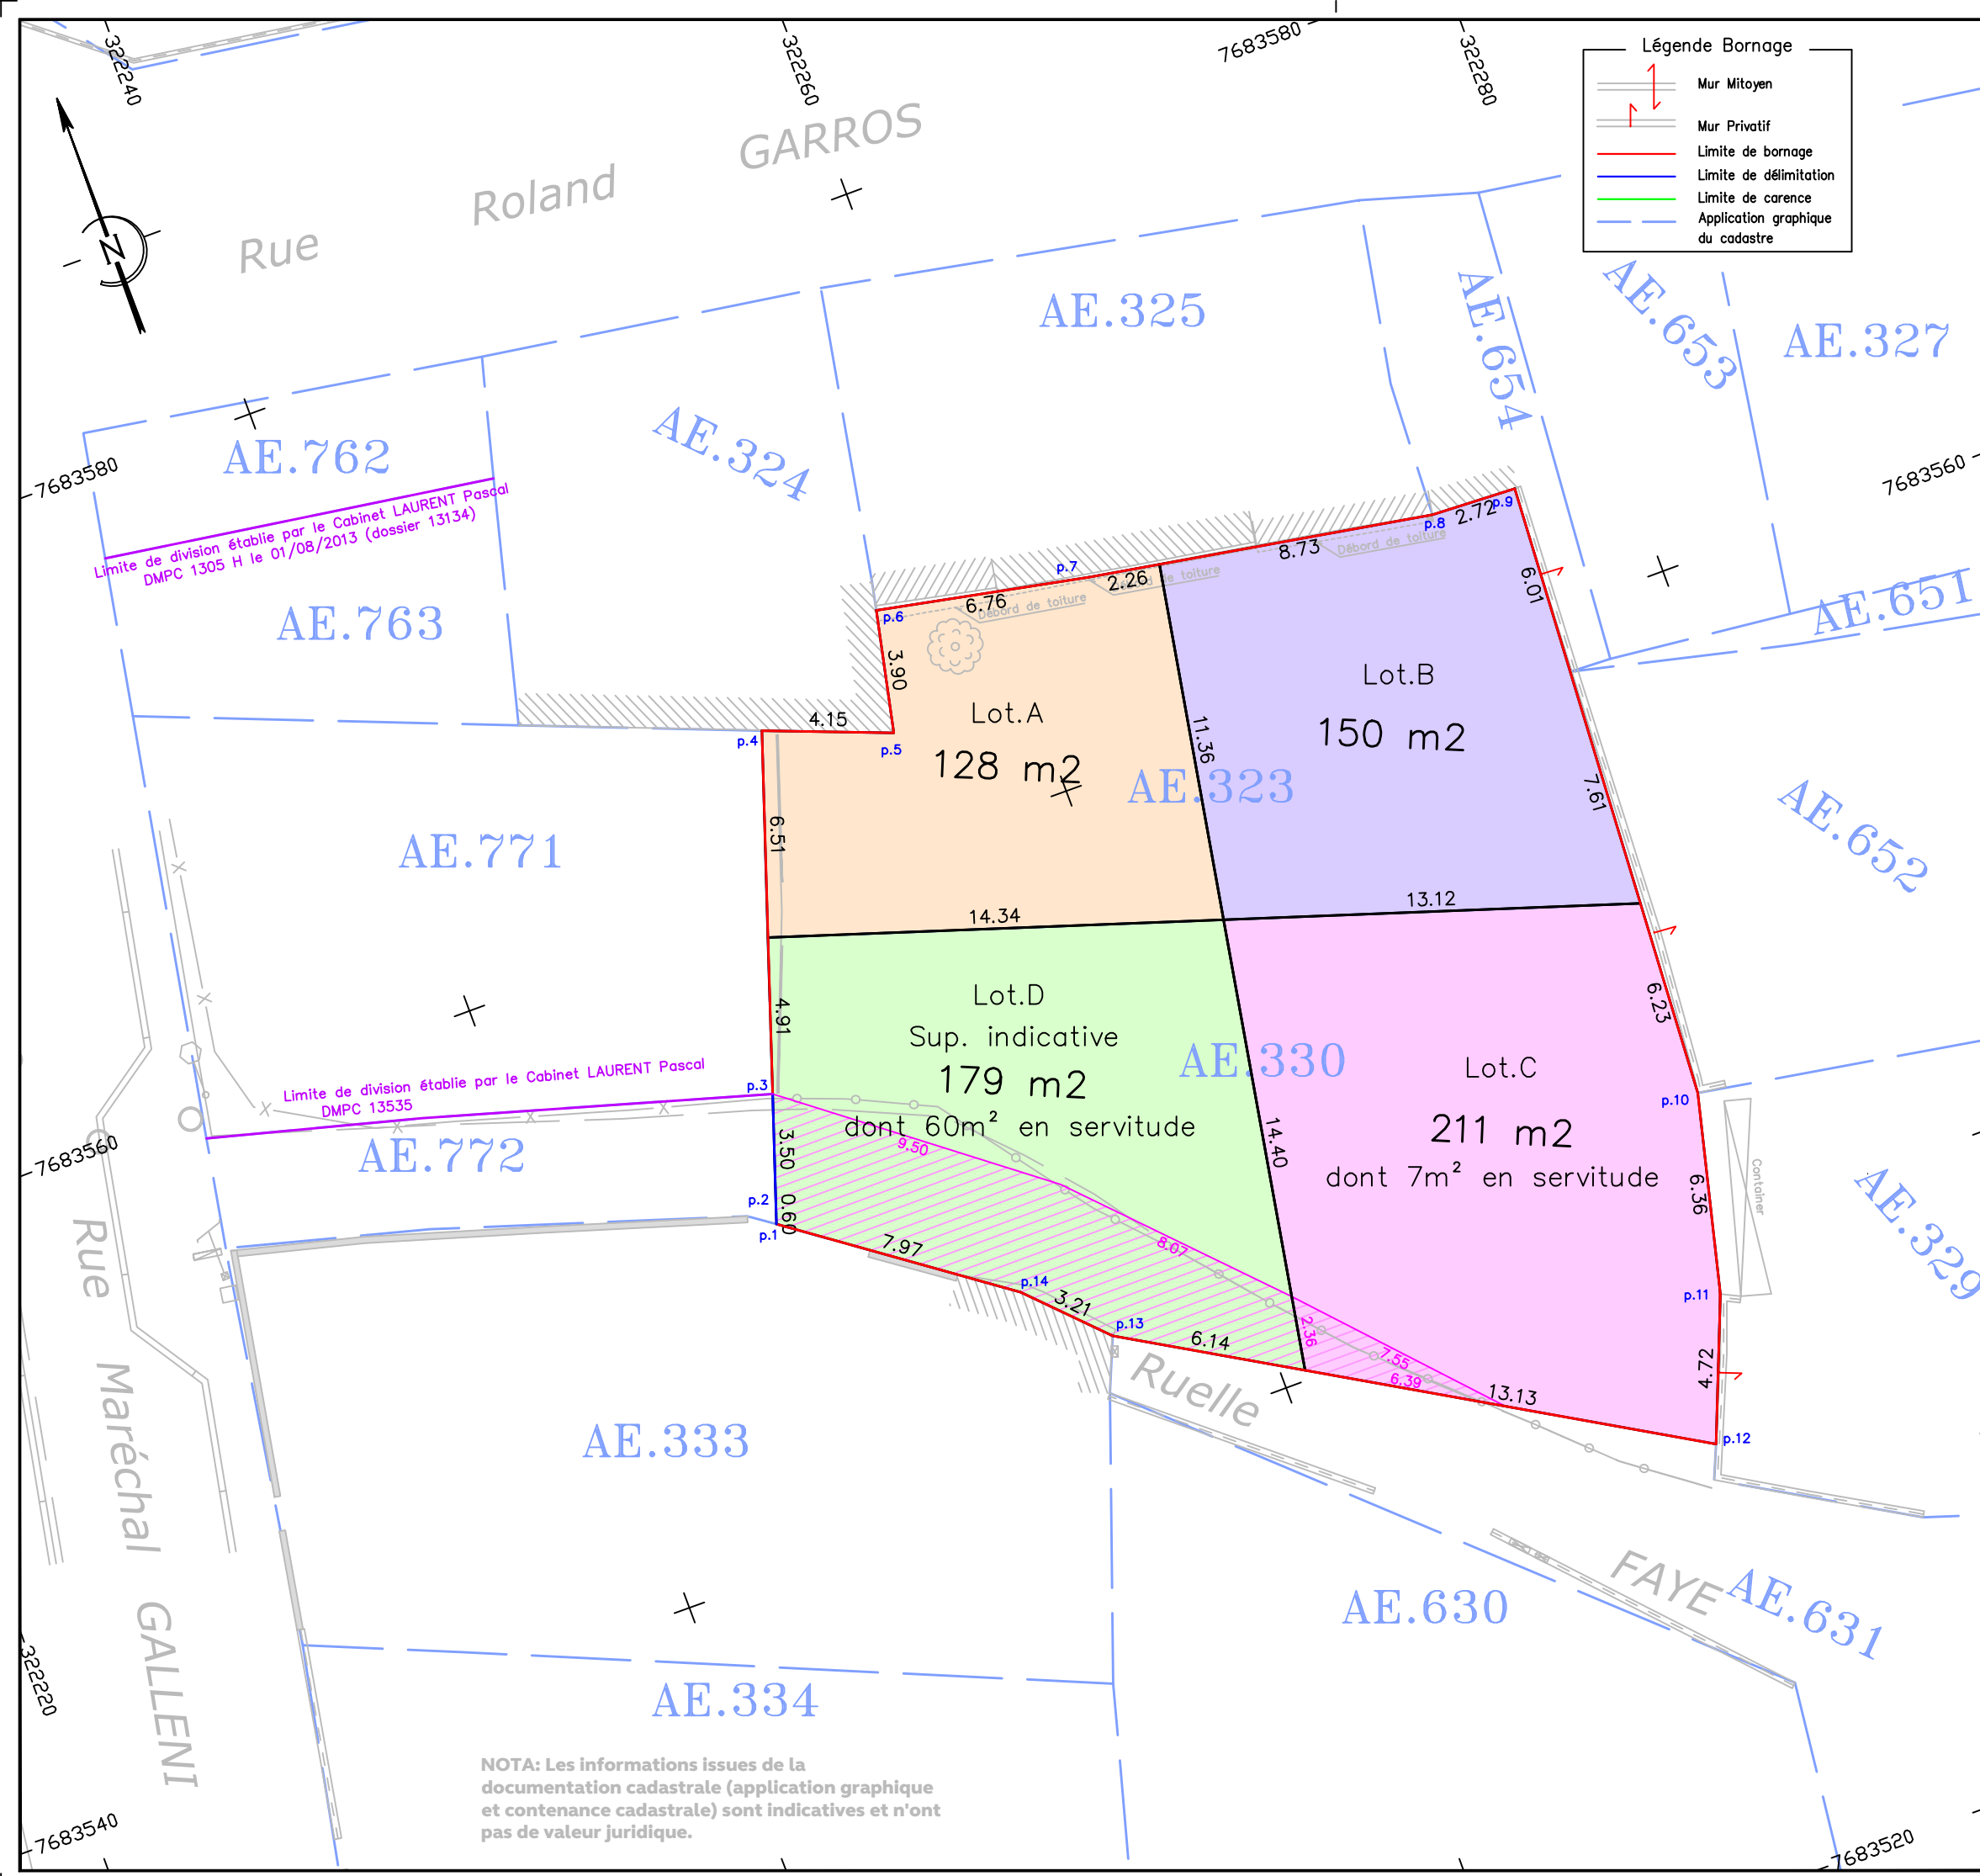 322240
322260
7683580
322280
Légende Bornage
Mur Mitoyen
Mur Privatif
Limite de bornage
Limite de délimitation
Limite de carence
Application graphique
du cadastre
N
Rue Roland GARROS
AE.325
AE.654
AE.653
AE.327
AE.762
AE.324
7683580
7683560
Limite de division établie par le Cabinet LAURENT Pascal
DMPC 1305 H le 01/08/2013 (dossier 13134)
AE.763
p.9
2.72
p.8
8.73
Débord de toiture
p.7
2.26
Débord de toiture
6.76
Débord de toiture
p.6
3.90
6.01
AE.651
Lot.A
128 m2
Lot.B
150 m2
11.36
4.15
p.4
p.5
AE.323
7.61
AE.652
6.51
AE.771
14.34
13.12
4.91
Lot.D
Sup. indicative
179 m2
dont 60m² en servitude
AE.330
6.23
Lot.C
211 m2
dont 7m² en servitude
Limite de division établie par le Cabinet LAURENT Pascal
DMPC 13535
p.3
p.10
7683560
AE.772
3.50
9.50
14.40
6.36
Container
AE.329
p.2
0.60
p.1
7.97
8.07
p.14
3.21
p.13
6.14
2.36
7.55
6.39
13.13
p.11
4.72
p.12
Rue Maréchal GALLENI
Ruelle FAYE
AE.333
AE.630
AE.631
322220
AE.334
NOTA: Les informations issues de la
documentation cadastrale (application graphique
et contenance cadastrale) sont indicatives et n'ont
pas de valeur juridique.
7683540
7683520